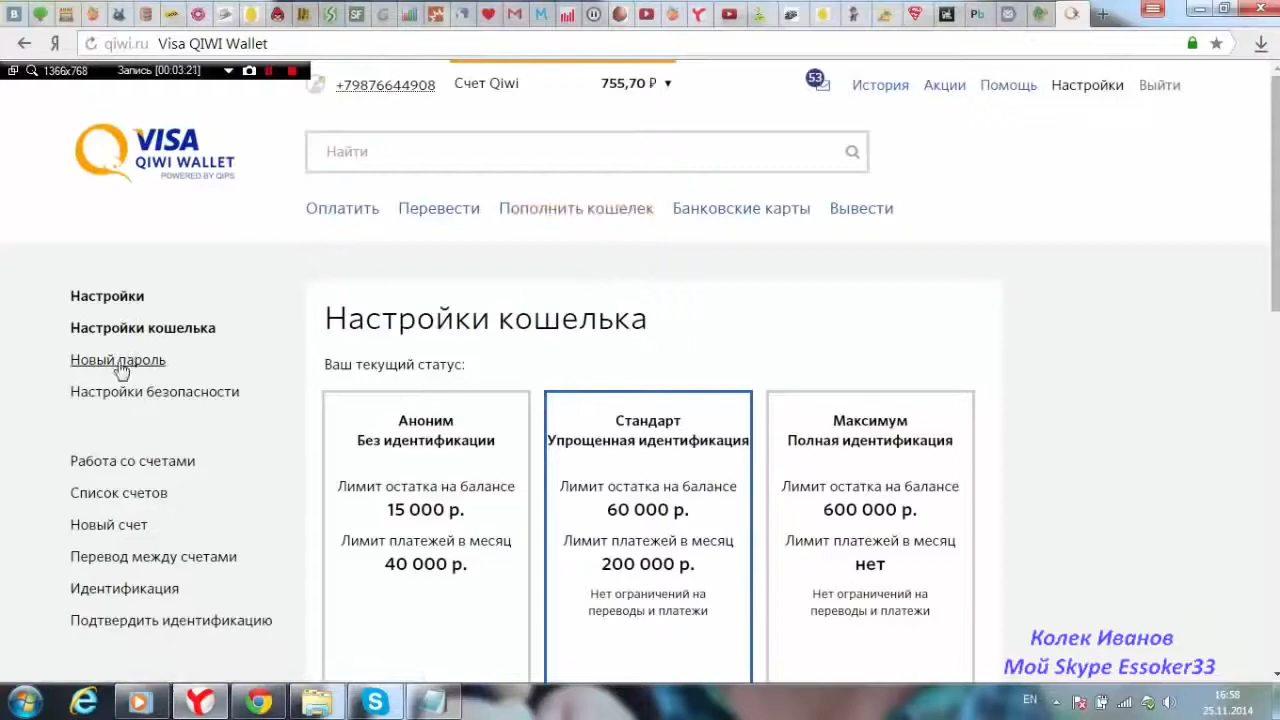 qiwi.ru Visa QIWI Wallet
1366x768 Запись [00:03:21]
+79876644908 Счет Qiwi 755,70 ₽ 53 История Акции Помощь Настройки Выйти
VISA
QIWI WALLET
POWERED BY QIPS
Найти
Оплатить Перевести Пополнить кошелек Банковские карты Вывести
Настройки
Настройки кошелька
Новый пароль
Настройки безопасности
Работа со счетами
Список счетов
Новый счет
Перевод между счетами
Идентификация
Подтвердить идентификацию
Настройки кошелька
Ваш текущий статус:
Аноним
Без идентификации
Лимит остатка на балансе
15 000 р.
Лимит платежей в месяц
40 000 р.
Стандарт
Упрощенная идентификация
Лимит остатка на балансе
60 000 р.
Лимит платежей в месяц
200 000 р.
Нет ограничений на
переводы и платежи
Максимум
Полная идентификация
Лимит остатка на балансе
600 000 р.
Лимит платежей в месяц
нет
Нет ограничений на
переводы и платежи
Колек Иванов
Мой Skype Essoker33
EN
16:58
25.11.2014